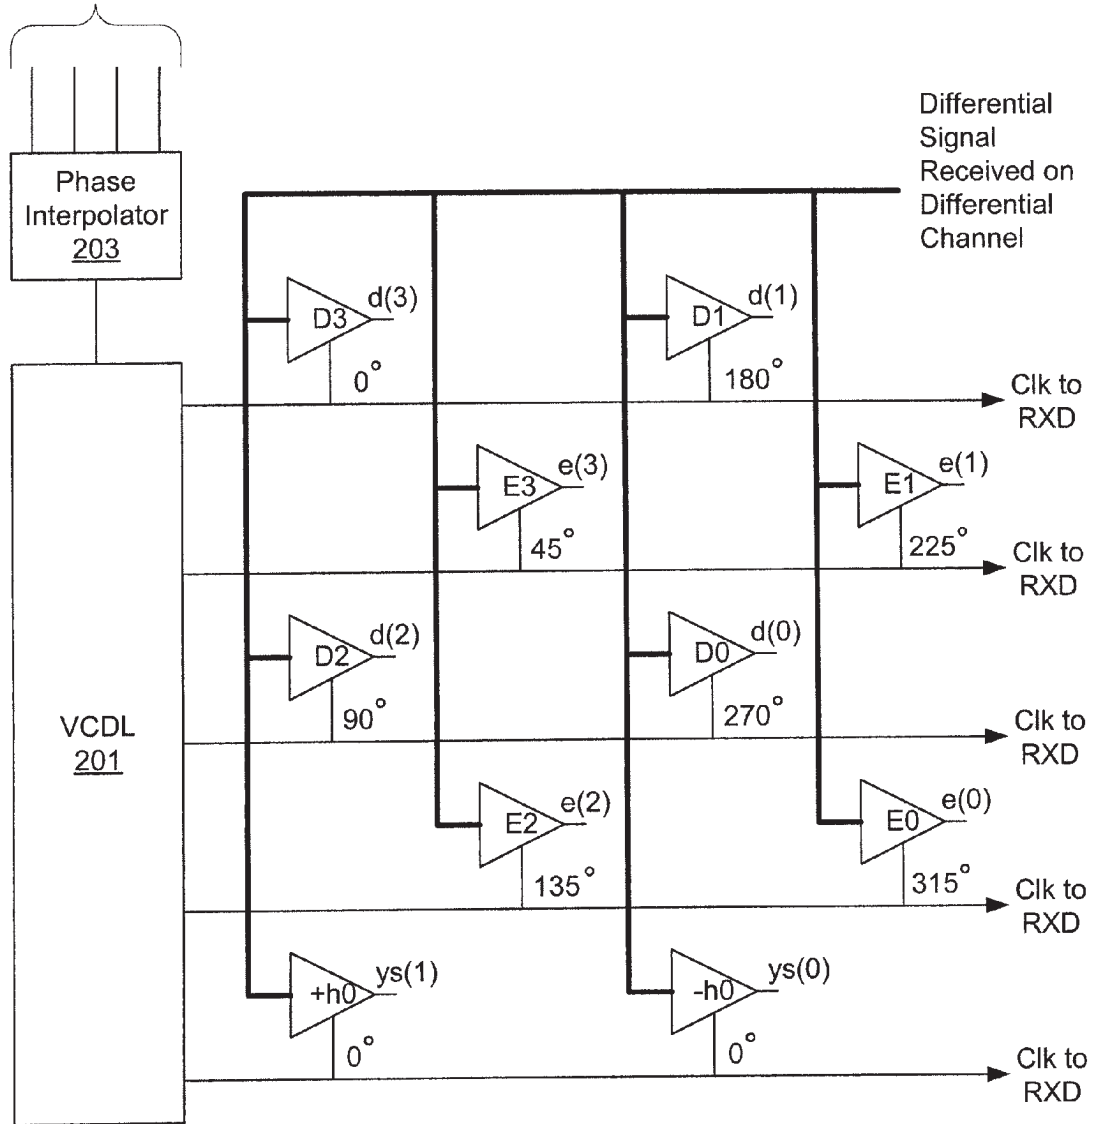 Differential
Signal
Received on
Differential
Channel
Phase
Interpolator
203
D3
d(3)
0°
D1
d(1)
180°
Clk to
RXD
E3
e(3)
45°
E1
e(1)
225°
Clk to
RXD
D2
d(2)
90°
D0
d(0)
270°
Clk to
RXD
VCDL
201
E2
e(2)
135°
E0
e(0)
315°
Clk to
RXD
+h0
ys(1)
0°
-h0
ys(0)
0°
Clk to
RXD